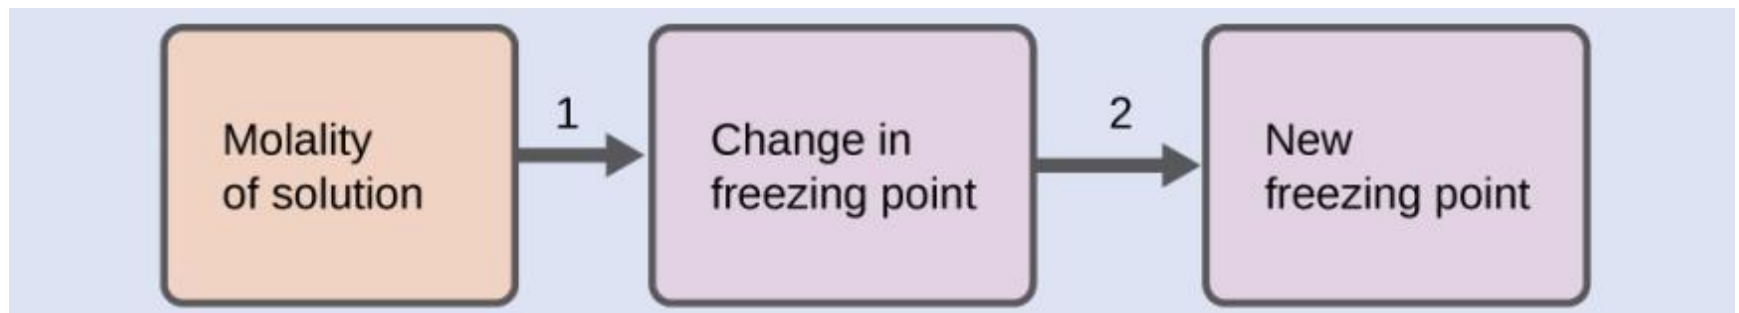 Molality
of solution
1
Change in
freezing point
2
New
freezing point